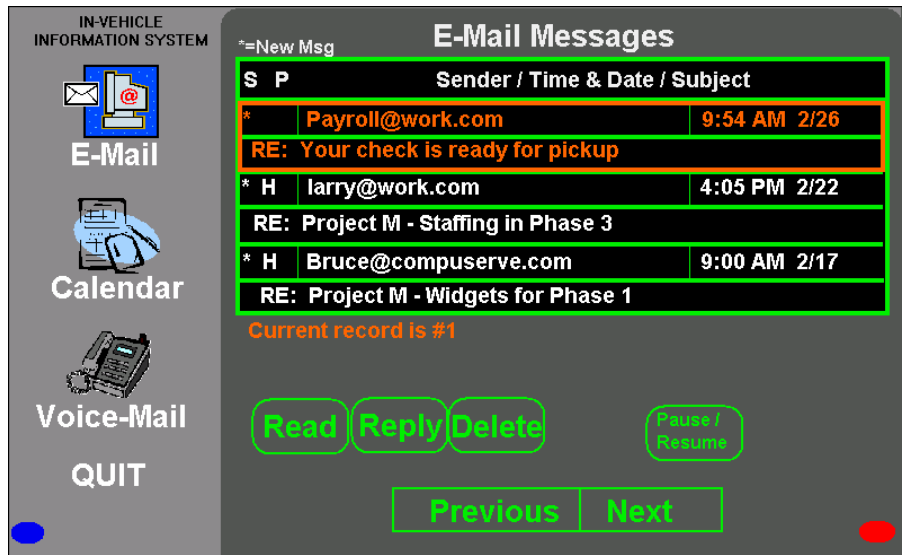 IN-VEHICLE
INFORMATION SYSTEM
@
E-Mail
Calendar
Voice-Mail
QUIT
E-Mail Messages
*=New Msg
S P Sender / Time & Date / Subject
* Payroll@work.com 9:54 AM 2/26
RE: Your check is ready for pickup
* H larry@work.com 4:05 PM 2/22
RE: Project M - Staffing in Phase 3
* H Bruce@compuserve.com 9:00 AM 2/17
RE: Project M - Widgets for Phase 1
Current record is #1
Read Reply Delete
Pause /
Resume
Previous Next